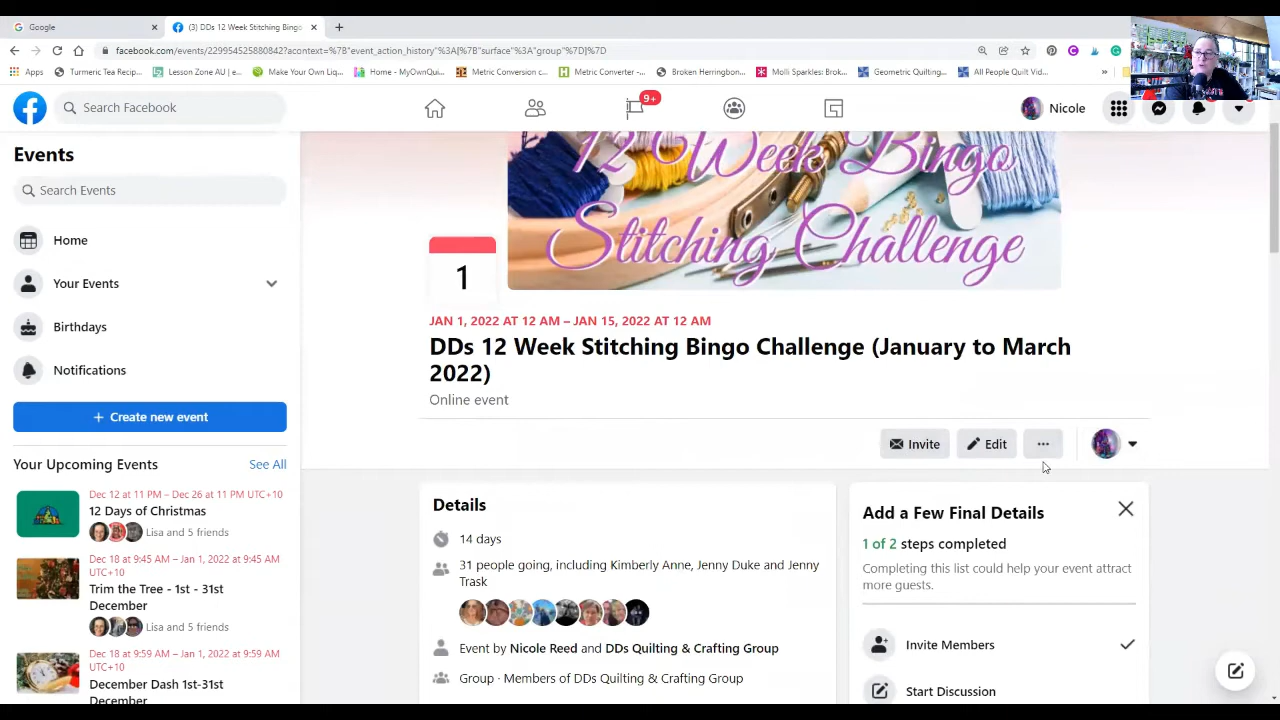 Google
(3) DDs 12 Week Stitching Bingo
facebook.com/events/229954525880842?acontext=%7B"event_action_history"%3A[%7B"surface"%3A"group"%7D]%7D
Apps
Turmeric Tea Recip...
Lesson Zone AU | e...
Make Your Own Liq...
Home - MyOwnQui...
Metric Conversion c...
Metric Converter -...
Broken Herringbon...
Molli Sparkles: Brok...
Geometric Quilting...
All People Quilt Vid...
»
Search Facebook
9+
Nicole
Events
Search Events
Home
Your Events
Birthdays
Notifications
+ Create new event
Your Upcoming Events
See All
Dec 12 at 11 PM – Dec 26 at 11 PM UTC+10
12 Days of Christmas
Lisa and 5 friends
Dec 18 at 9:45 AM – Jan 1, 2022 at 9:45 AM
UTC+10
Trim the Tree - 1st - 31st
December
Lisa and 5 friends
Dec 18 at 9:59 AM – Jan 1, 2022 at 9:59 AM
UTC+10
December Dash 1st-31st
December
12 Week Bingo
Stitching Challenge
1
JAN 1, 2022 AT 12 AM – JAN 15, 2022 AT 12 AM
DDs 12 Week Stitching Bingo Challenge (January to March
2022)
Online event
Invite
Edit
Details
14 days
31 people going, including Kimberly Anne, Jenny Duke and Jenny
Trask
Event by Nicole Reed and DDs Quilting & Crafting Group
Group · Members of DDs Quilting & Crafting Group
Add a Few Final Details
1 of 2 steps completed
Completing this list could help your event attract
more guests.
Invite Members
Start Discussion